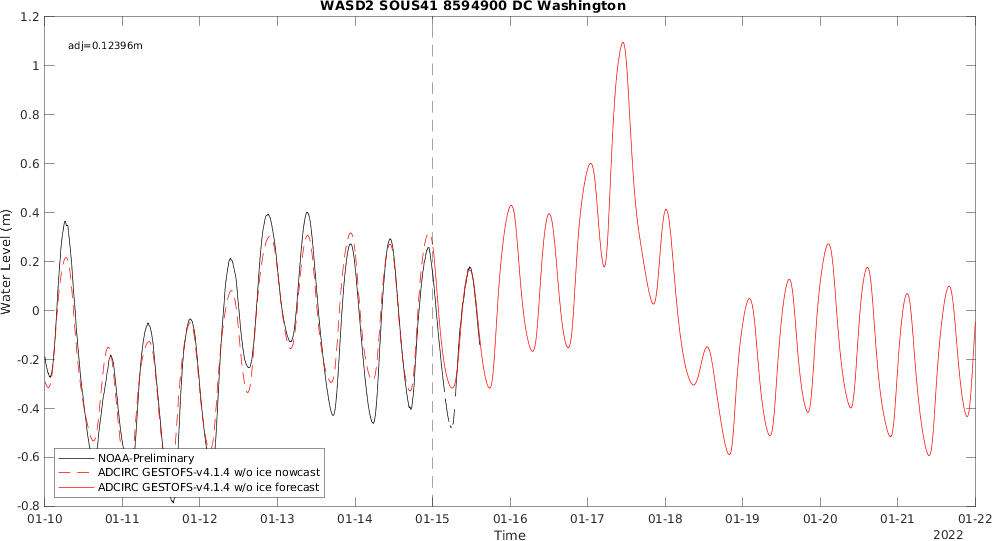 WASD2 SOUS41 8594900 DC Washington
adj=0.12396m
Water Level (m)
1.2
1
0.8
0.6
0.4
0.2
0
-0.2
-0.4
-0.6
-0.8
NOAA-Preliminary
ADCIRC GESTOFS-v4.1.4 w/o ice nowcast
ADCIRC GESTOFS-v4.1.4 w/o ice forecast
01-10 01-11 01-12 01-13 01-14 01-15 01-16 01-17 01-18 01-19 01-20 01-21 01-22
Time
2022